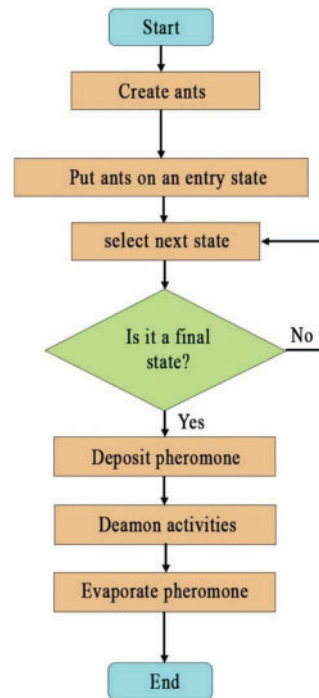 Start
Create ants
Put ants on an entry state
select next state
Is it a final
state?
No
Yes
Deposit pheromone
Deamon activities
Evaporate pheromone
End